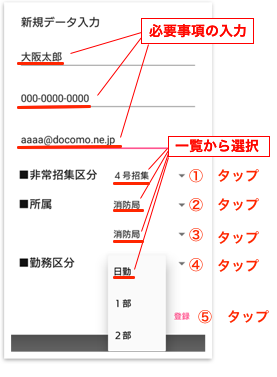 新規データ入力
必要事項の入力
大阪太郎
000-0000-0000
aaaa@docomo.ne.jp
一覧から選択
■非常招集区分 4号招集 ① タップ
■所属 消防局 ② タップ
消防局 ③ タップ
■勤務区分 ④ タップ
日勤
1部
登録 ⑤ タップ
2部